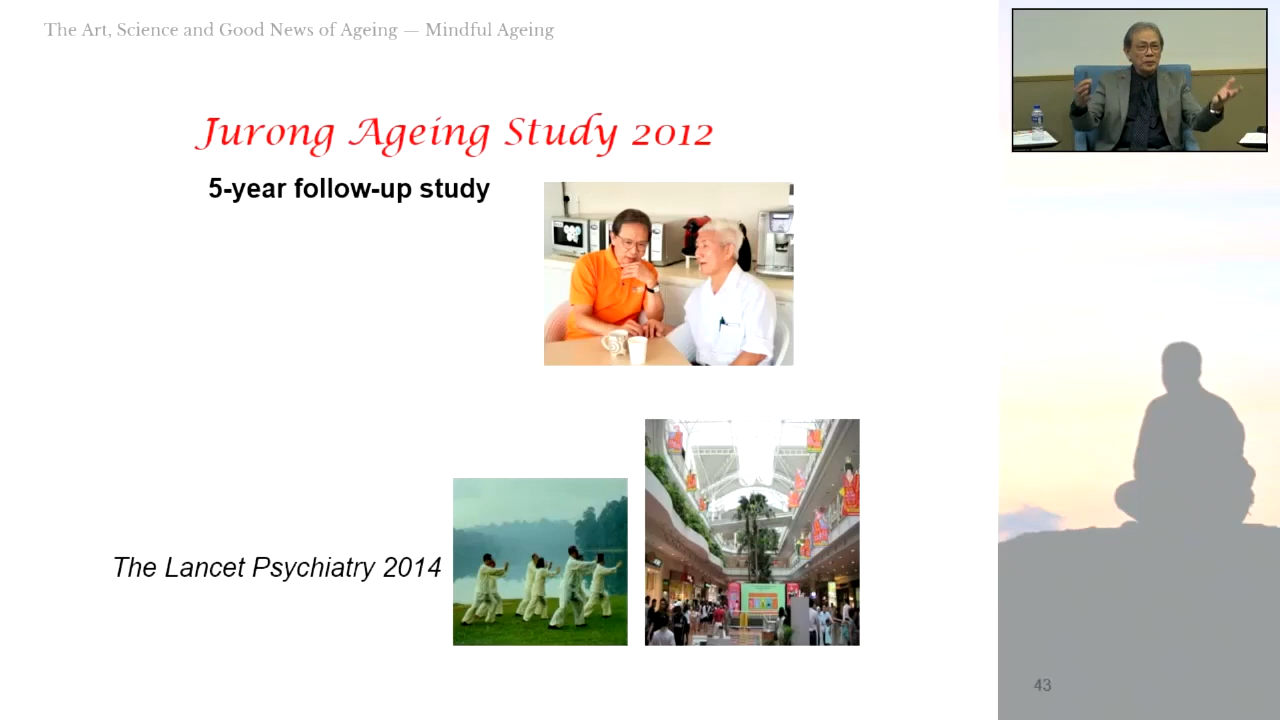 The Art, Science and Good News of Ageing — Mindful Ageing
Jurong Ageing Study 2012
5-year follow-up study
The Lancet Psychiatry 2014
43